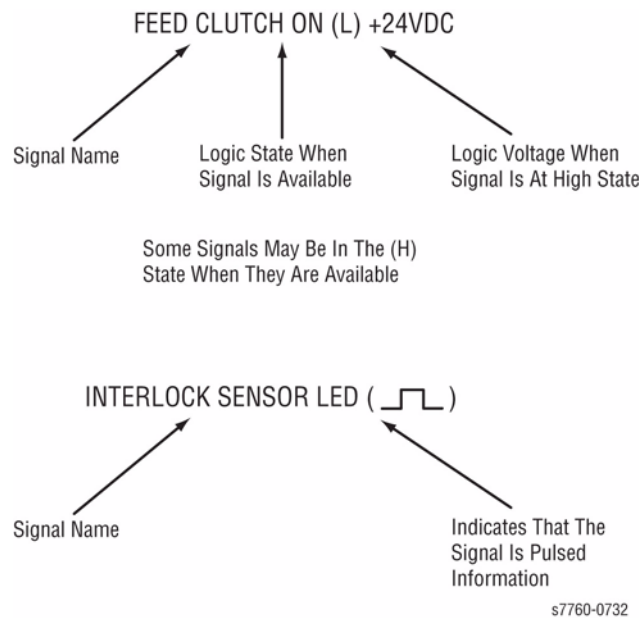 FEED CLUTCH ON (L) +24VDC
Signal Name
Logic State When
Signal Is Available
Logic Voltage When
Signal Is At High State
Some Signals May Be In The (H)
State When They Are Available
INTERLOCK SENSOR LED ( )
Signal Name
Indicates That The
Signal Is Pulsed
Information
s7760-0732